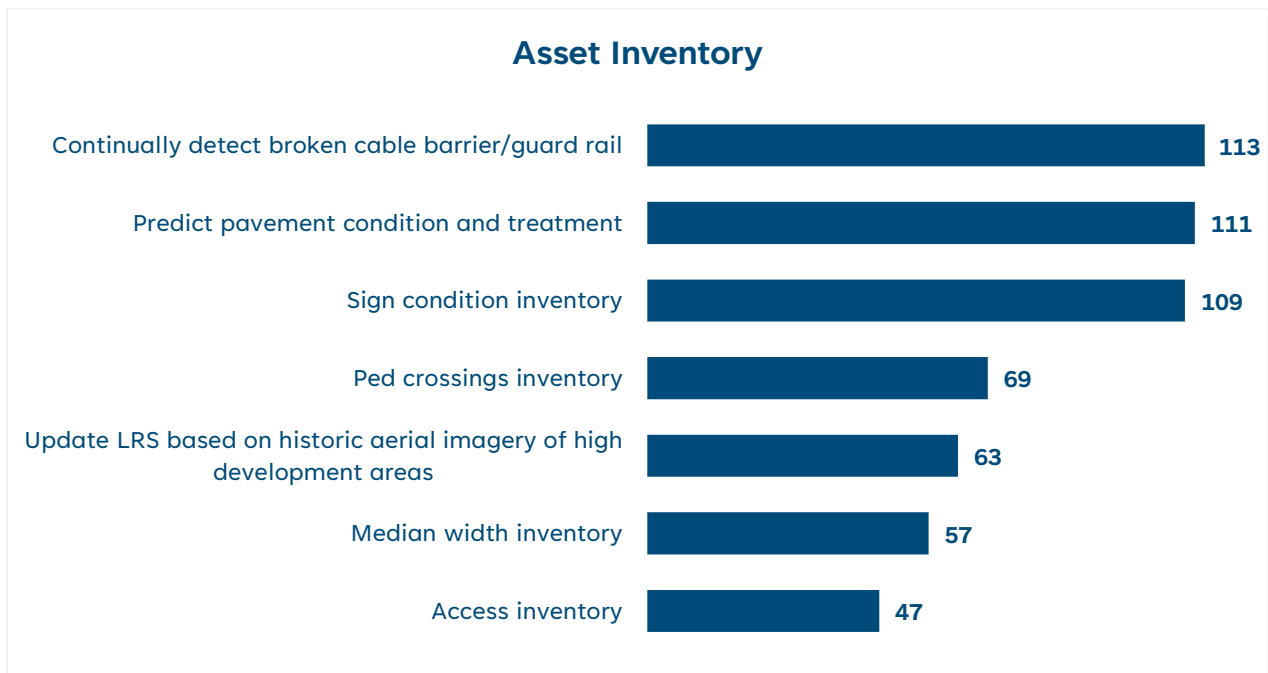 Asset Inventory
Continually detect broken cable barrier/guard rail
113
Predict pavement condition and treatment
111
Sign condition inventory
109
Ped crossings inventory
69
Update LRS based on historic aerial imagery of high
development areas
63
Median width inventory
57
Access inventory
47